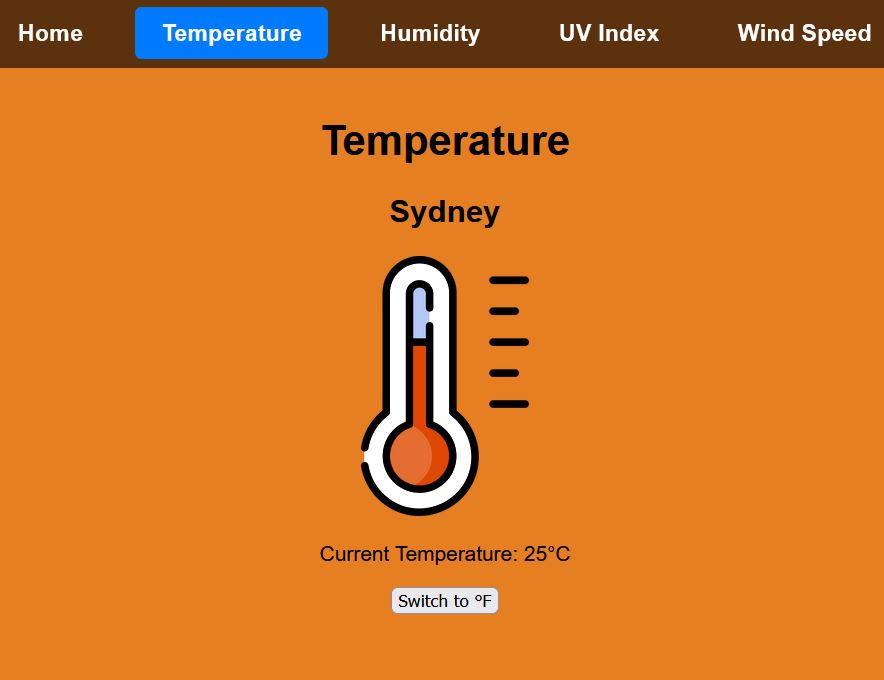 Home Temperature Humidity UV Index Wind Speed
Temperature
Sydney
Current Temperature: 25°C
Switch to °F